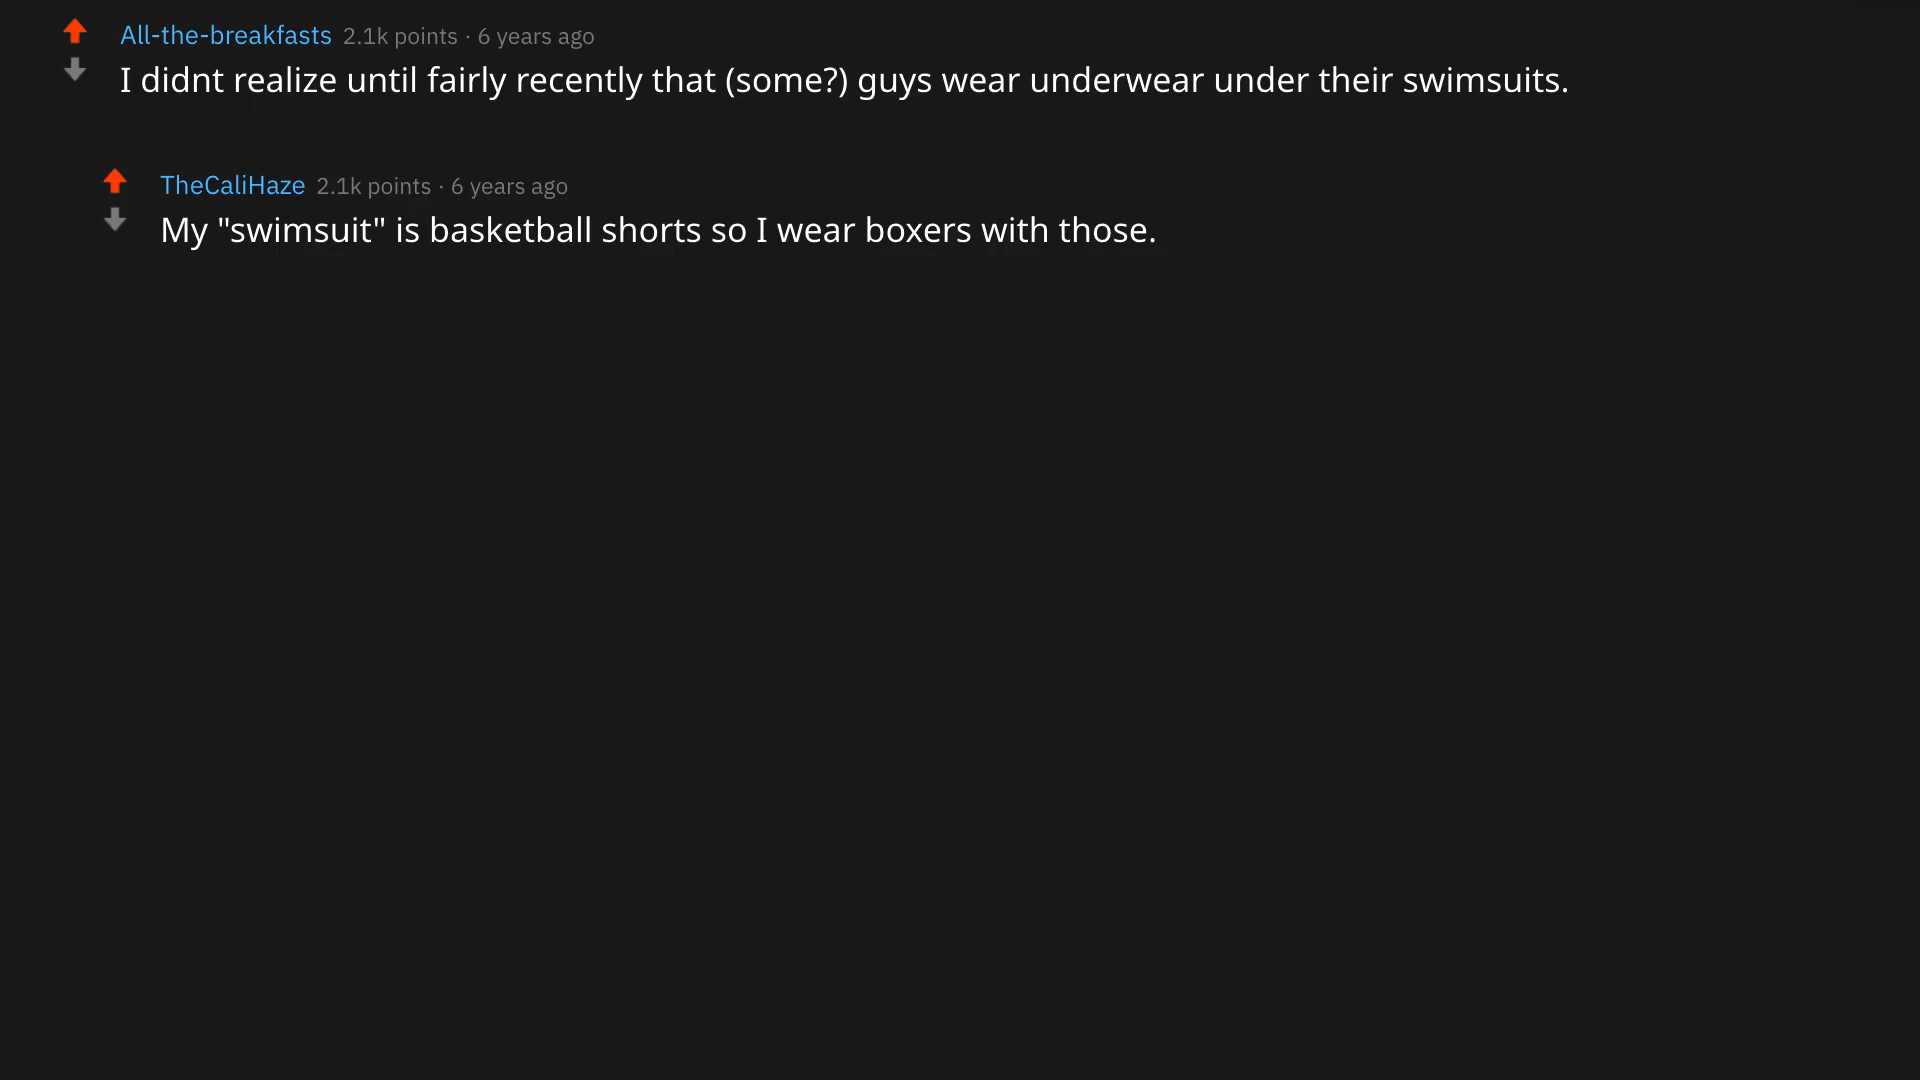 All-the-breakfasts 2.1k points · 6 years ago
I didnt realize until fairly recently that (some?) guys wear underwear under their swimsuits.
TheCaliHaze 2.1k points · 6 years ago
My "swimsuit" is basketball shorts so I wear boxers with those.